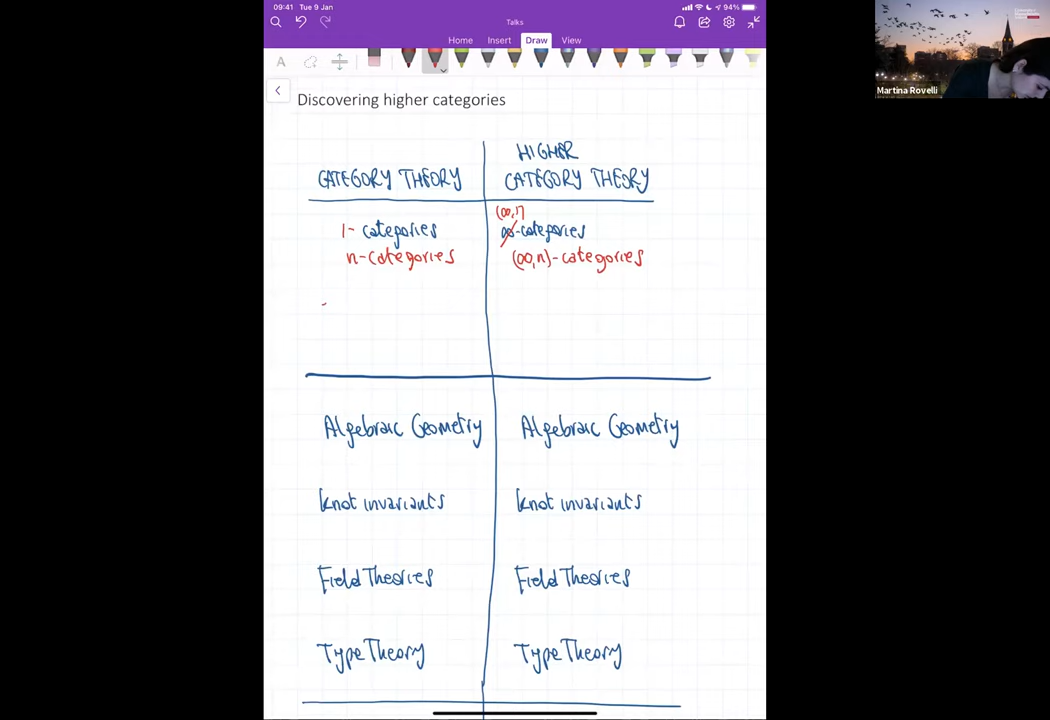 09:41 Tue 9 Jan
94%
Talks
Home Insert Draw View
Discovering higher categories
CATEGORY THEORY
HIGHER
CATEGORY THEORY
1- categories
(∞,1)
∞-categories
n-categories
(∞,n)-categories
Algebraic Geometry
Algebraic Geometry
Knot invariants
Knot invariants
Field Theories
Field Theories
Type Theory
Type Theory
Martina Rovelli